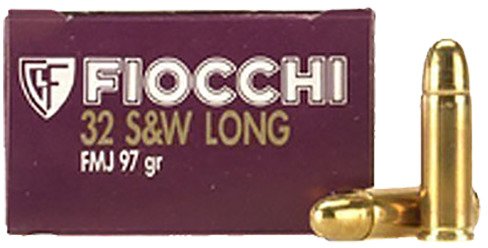 FIOCCHI
32 S&W LONG
FMJ 97 gr